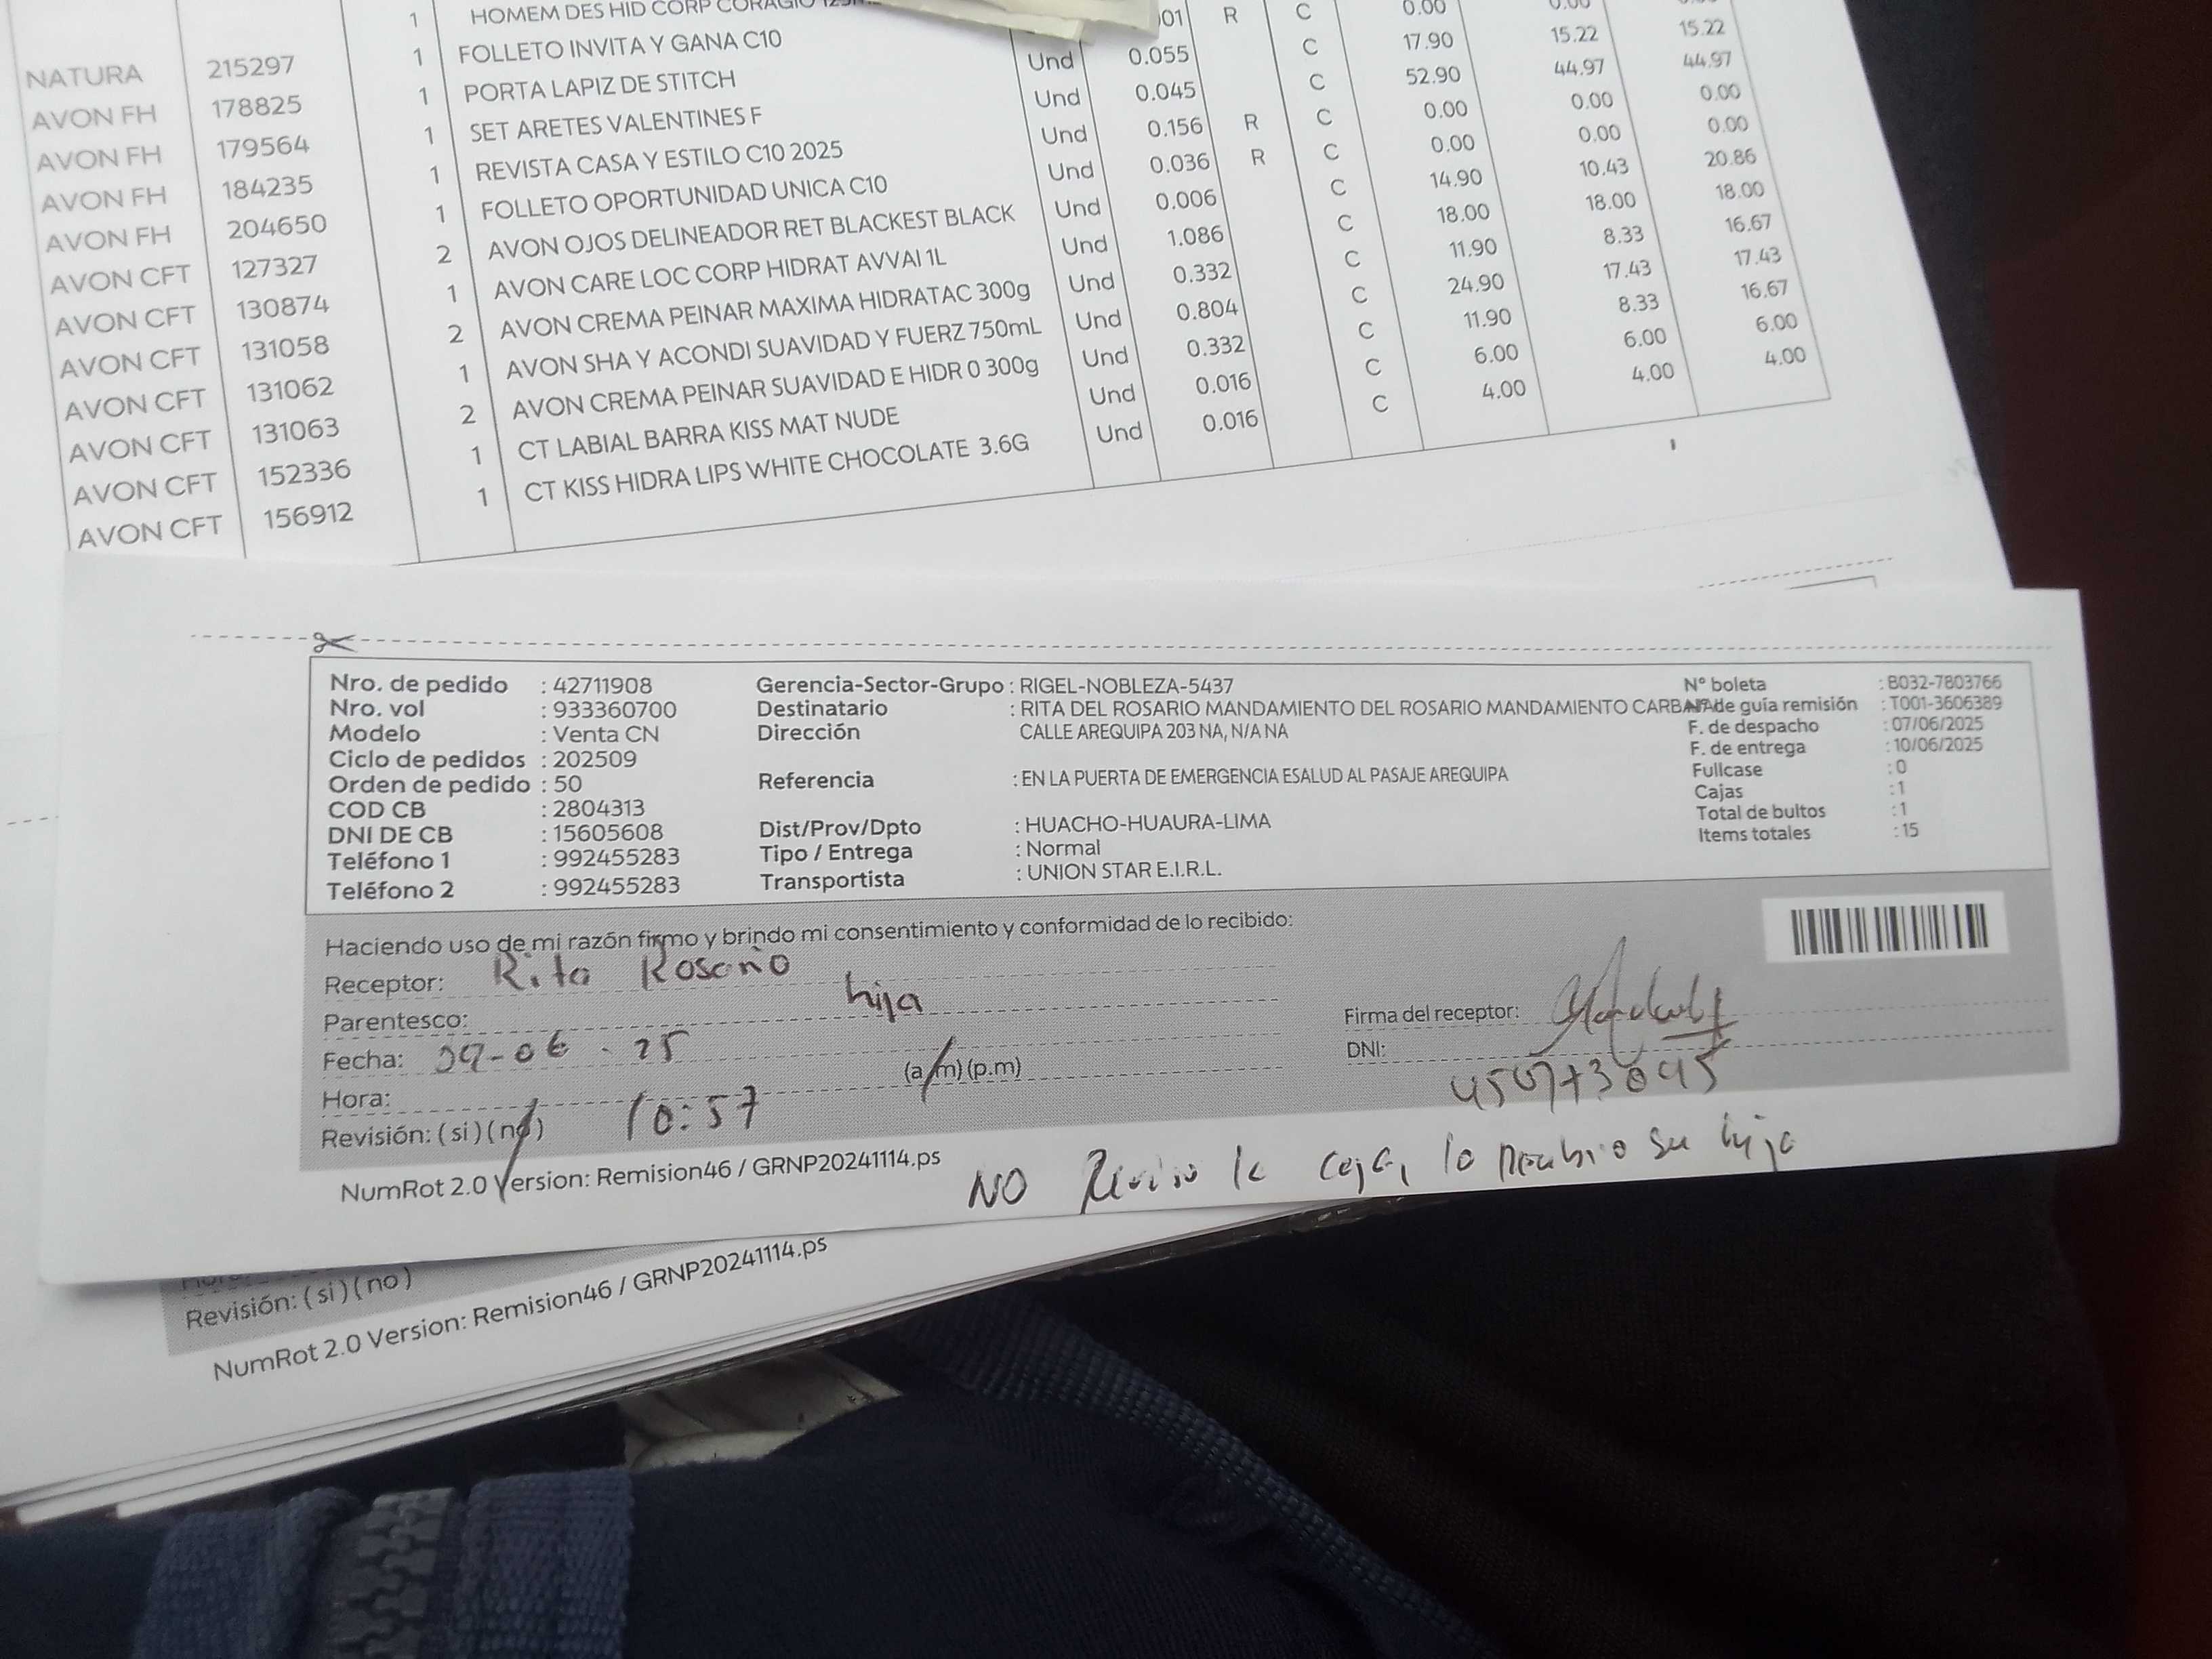 1 HOMEM DES HID CORP CORAGIO
NATURA 215297 1 FOLLETO INVITA Y GANA C10 Und 0.055 R C 0.00 0.00
AVON FH 178825 1 PORTA LAPIZ DE STITCH Und 0.045 C 17.90 15.22 15.22
AVON FH 179564 1 SET ARETES VALENTINES F Und 0.156 C 52.90 44.97 44.97
AVON FH 184235 1 REVISTA CASA Y ESTILO C10 2025 Und 0.036 R C 0.00 0.00 0.00
AVON FH 204650 1 FOLLETO OPORTUNIDAD UNICA C10 Und 0.006 R C 0.00 0.00 0.00
AVON CFT 127327 2 AVON OJOS DELINEADOR RET BLACKEST BLACK Und 1.086 C 14.90 10.43 20.86
AVON CFT 130874 1 AVON CARE LOC CORP HIDRAT AVVAI 1L Und 0.332 C 18.00 18.00 18.00
AVON CFT 131058 2 AVON CREMA PEINAR MAXIMA HIDRATAC 300g Und 0.804 C 11.90 8.33 16.67
AVON CFT 131062 1 AVON SHA Y ACONDI SUAVIDAD Y FUERZ 750mL Und 0.332 C 24.90 17.43 17.43
AVON CFT 131063 2 AVON CREMA PEINAR SUAVIDAD E HIDR 0 300g Und 0.016 C 11.90 8.33 16.67
AVON CFT 152336 1 CT LABIAL BARRA KISS MAT NUDE Und 0.016 C 6.00 6.00 6.00
AVON CFT 156912 1 CT KISS HIDRA LIPS WHITE CHOCOLATE 3.6G C 4.00 4.00 4.00
Nro. de pedido : 42711908 Gerencia-Sector-Grupo : RIGEL-NOBLEZA-5437 N° boleta : B032-7803766
Nro. vol : 933360700 Destinatario : RITA DEL ROSARIO MANDAMIENTO DEL ROSARIO MANDAMIENTO de guía remisión : T001-3606389
Modelo : Venta CN Dirección CALLE AREQUIPA 203 NA, N/A NA F. de despacho : 07/06/2025
Ciclo de pedidos : 202509 F. de entrega : 10/06/2025
Orden de pedido : 50 Referencia : EN LA PUERTA DE EMERGENCIA ESALUD AL PASAJE AREQUIPA Fullcase : 0
COD CB : 2804313 Cajas : 1
DNI DE CB : 15605608 Dist/Prov/Dpto : HUACHO-HUAURA-LIMA Total de bultos : 1
Teléfono 1 : 992455283 Tipo / Entrega : Normal Items totales : 15
Teléfono 2 : 992455283 Transportista : UNION STAR E.I.R.L.
Haciendo uso de mi razón firmo y brindo mi consentimiento y conformidad de lo recibido:
Receptor: Rita
Parentesco: hija Firma del receptor:
Fecha: 09-06-25 DNI:
Hora: 10:57 (a.m) (p.m)
Revisión: (si) (no)
NumRot 2.0 Version: Remision46 / GRNP20241114.ps
NO Reviso la caja, lo recibio su hija
Revisión: (si) (no)
NumRot 2.0 Version: Remision46 / GRNP20241114.ps